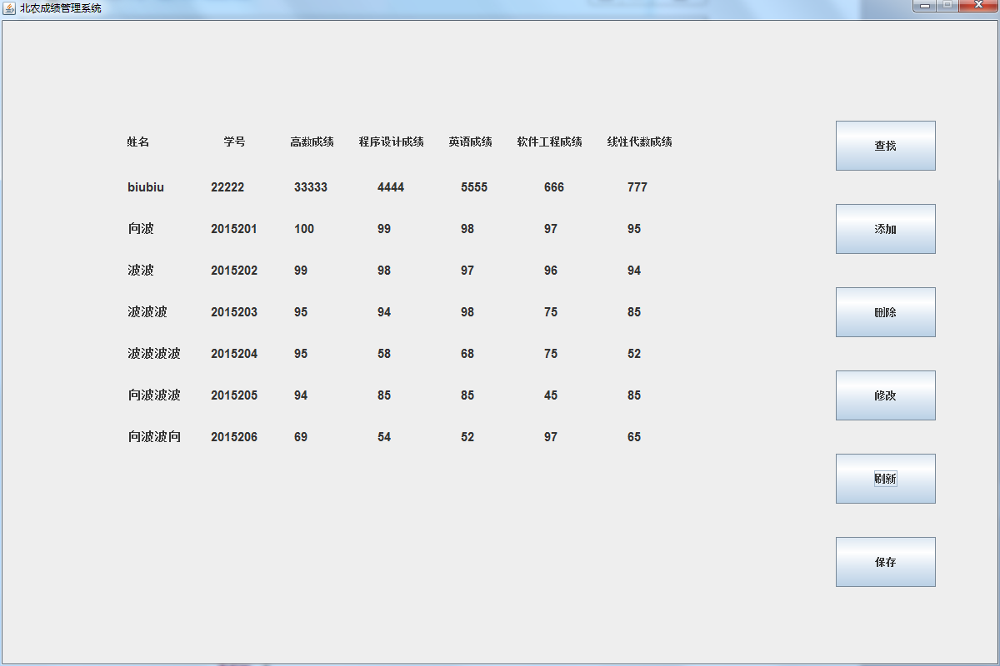 北农成绩管理系统
姓名 学号 高数成绩 程序设计成绩 英语成绩 软件工程成绩 线性代数成绩
查找
biubiu 22222 33333 4444 5555 666 777
向波 2015201 100 99 98 97 95
添加
波波 2015202 99 98 97 96 94
波波波 2015203 95 94 98 75 85
删除
波波波波 2015204 95 58 68 75 52
向波波波 2015205 94 85 85 45 85
修改
向波波向 2015206 69 54 52 97 65
刷新
保存